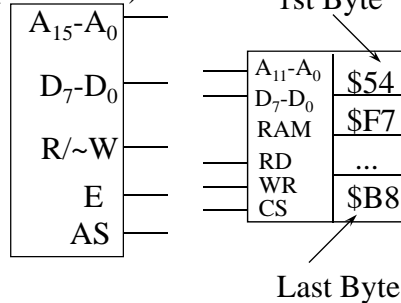 1st Byte
A15-A0
D7-D0
R/~W
E
AS
A11-A0
D7-D0
RAM
RD
WR
CS
$54
$F7
...
$B8
Last Byte